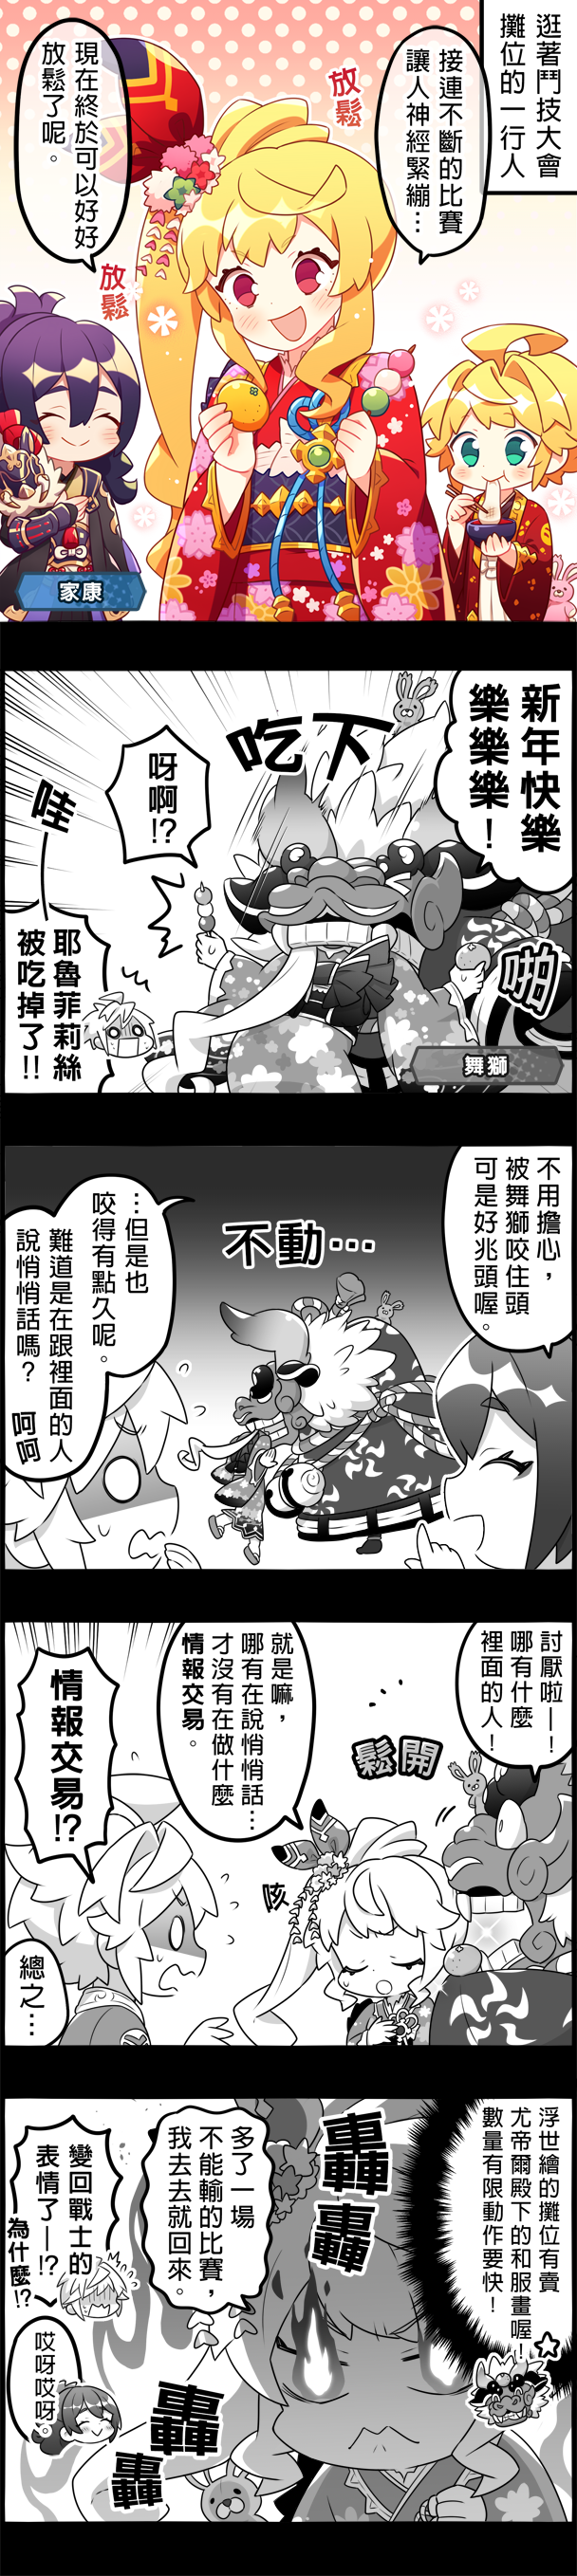 逛著鬥技大會
攤位的一行人
接連不斷的比賽
讓人神經緊繃…
放鬆
現在終於可以好好
放鬆了呢。
放鬆
家康
新年快樂
樂樂樂！
吃下
呀啊!?
哇
耶魯菲莉絲
被吃掉了!!
啪
舞獅
不用擔心，
被舞獅咬住頭
可是好兆頭喔。
不動…
…但是也
咬得有點久呢。
難道是在跟裡面的人
說悄悄話嗎？
呵呵
討厭啦—！
哪有什麼
裡面的人！
鬆開
就是嘛，
哪有在說悄悄話…
才沒有在做什麼
情報交易。
咳
情報交易!?
總之…
浮世繪的攤位有賣
尤帝爾殿下的和服畫喔！
數量有限動作要快！
轟轟
多了一場
不能輸的比賽，
我去去就回來。
變回戰士的
表情了—!?
為什麼!?
哎呀哎呀。
轟轟